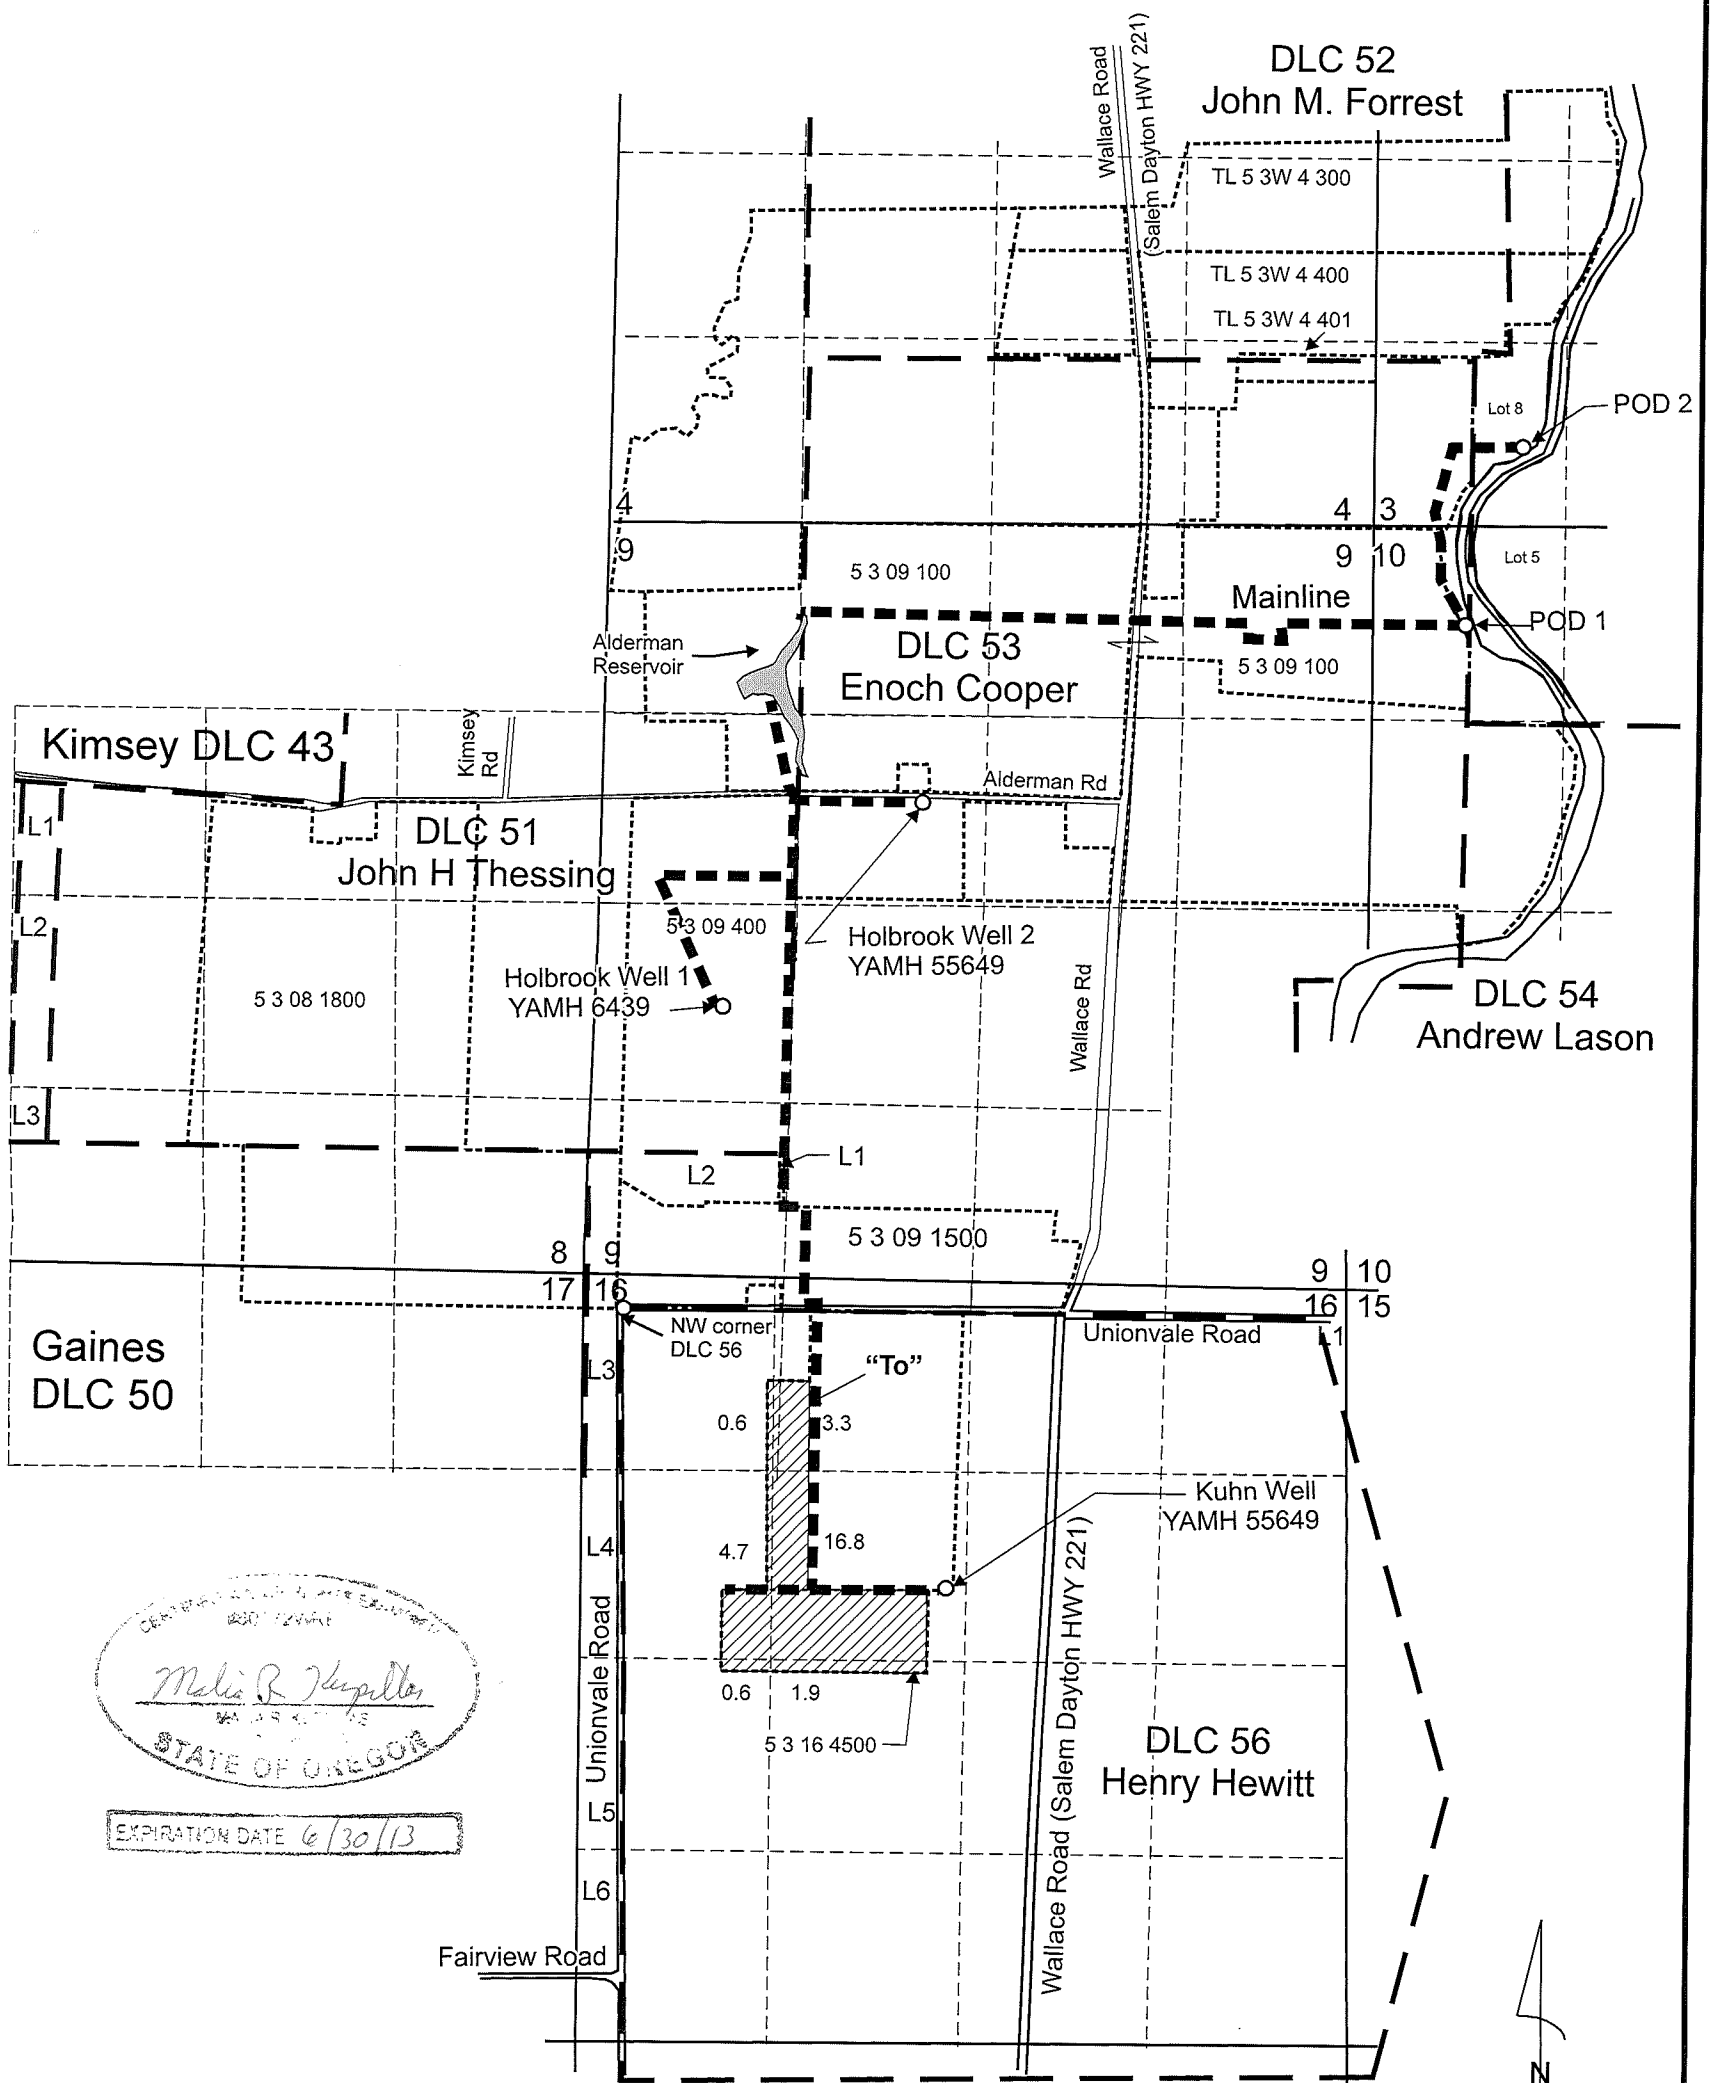 DLC 52
John M. Forrest
Wallace Road
(Salem Dayton HWY 221)
TL 5 3W 4 300
TL 5 3W 4 400
TL 5 3W 4 401
Lot 8
POD 2
4
4 3
9
9 10
Lot 5
5 3 09 100
Mainline
POD 1
Alderman
Reservoir
DLC 53
Enoch Cooper
5 3 09 100
Kimsey DLC 43
Kimsey
Rd
Alderman Rd
L1
DLC 51
John H Thessing
L2
5 3 09 400
Holbrook Well 2
YAMH 55649
Holbrook Well 1
YAMH 6439
5 3 08 1800
Wallace Rd
DLC 54
Andrew Lason
L3
L1
L2
5 3 09 1500
8 9
17 16
9 10
16 15
NW corner
DLC 56
Unionvale Road
L1
Gaines
DLC 50
L3
"To"
0.6
3.3
Kuhn Well
YAMH 55649
L4
4.7
16.8
Unionvale Road
0.6
1.9
5 3 16 4500
Wallace Road (Salem Dayton HWY 221)
DLC 56
Henry Hewitt
STATE OF OREGON
EXPIRATION DATE 6/30/13
L5
L6
Fairview Road
N